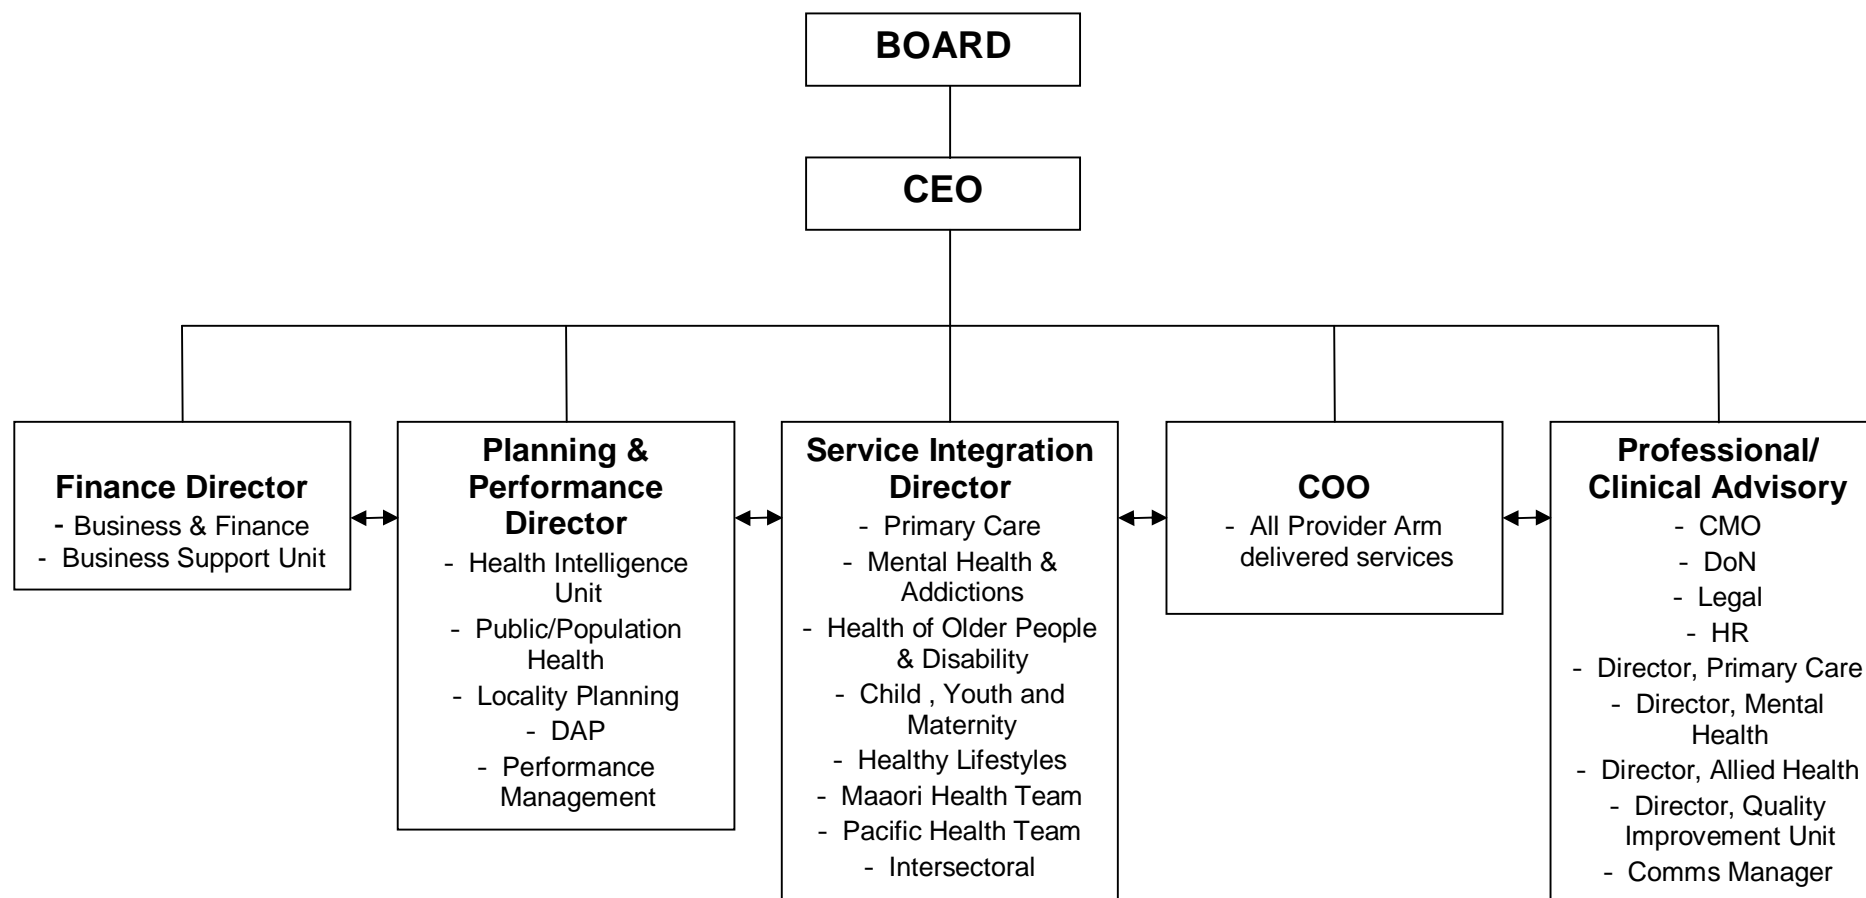 BOARD
CEO
Finance Director
- Business & Finance
- Business Support Unit
Planning &
Performance
Director
- Health Intelligence
Unit
- Public/Population
Health
- Locality Planning
- DAP
- Performance
Management
Service Integration
Director
- Primary Care
- Mental Health &
Addictions
- Health of Older People
& Disability
- Child , Youth and
Maternity
- Healthy Lifestyles
- Maaori Health Team
- Pacific Health Team
- Intersectoral
COO
- All Provider Arm
delivered services
Professional/
Clinical Advisory
- CMO
- DoN
- Legal
- HR
- Director, Primary Care
- Director, Mental
Health
- Director, Allied Health
- Director, Quality
Improvement Unit
- Comms Manager